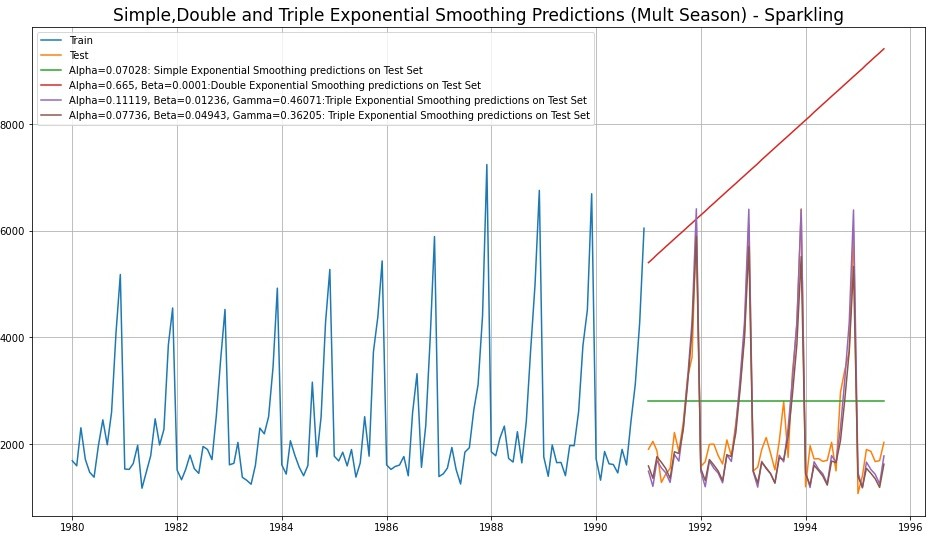 Simple,Double and Triple Exponential Smoothing Predictions (Mult Season) - Sparkling
Train
Test
Alpha=0.07028: Simple Exponential Smoothing predictions on Test Set
Alpha=0.665, Beta=0.0001:Double Exponential Smoothing predictions on Test Set
Alpha=0.11119, Beta=0.01236, Gamma=0.46071:Triple Exponential Smoothing predictions on Test Set
Alpha=0.07736, Beta=0.04943, Gamma=0.36205: Triple Exponential Smoothing predictions on Test Set
8000
6000
4000
2000
1980 1982 1984 1986 1988 1990 1992 1994 1996